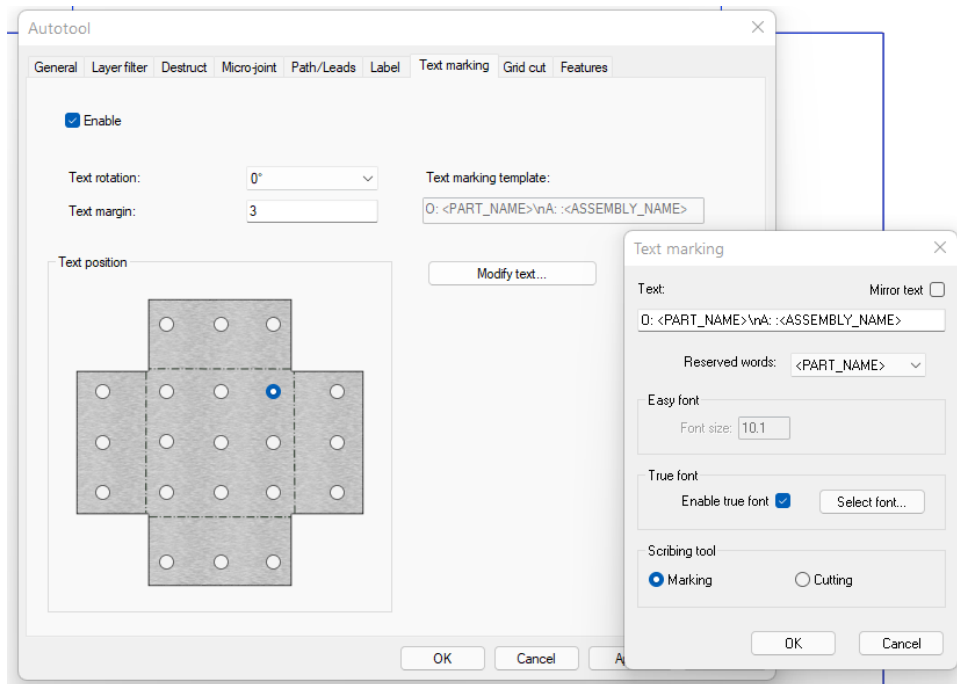 Autotool
General Layer filter Destruct Micro-joint Path/Leads Label Text marking Grid cut Features
Enable
Text rotation: 0°
Text margin: 3
Text marking template:
O: <PART_NAME>\nA: :<ASSEMBLY_NAME>
Modify text...
Text position
OK Cancel
Text marking
Text: Mirror text
O: <PART_NAME>\nA: :<ASSEMBLY_NAME>
Reserved words: <PART_NAME>
Easy font
Font size: 10.1
True font
Enable true font Select font...
Scribing tool
Marking Cutting
OK Cancel